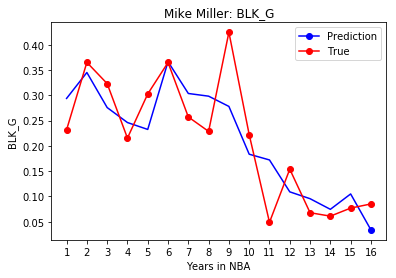 Mike Miller: BLK_G
Prediction
True
0.40
0.35
0.30
0.25
0.20
0.15
0.10
0.05
BLK_G
1 2 3 4 5 6 7 8 9 10 11 12 13 14 15 16
Years in NBA